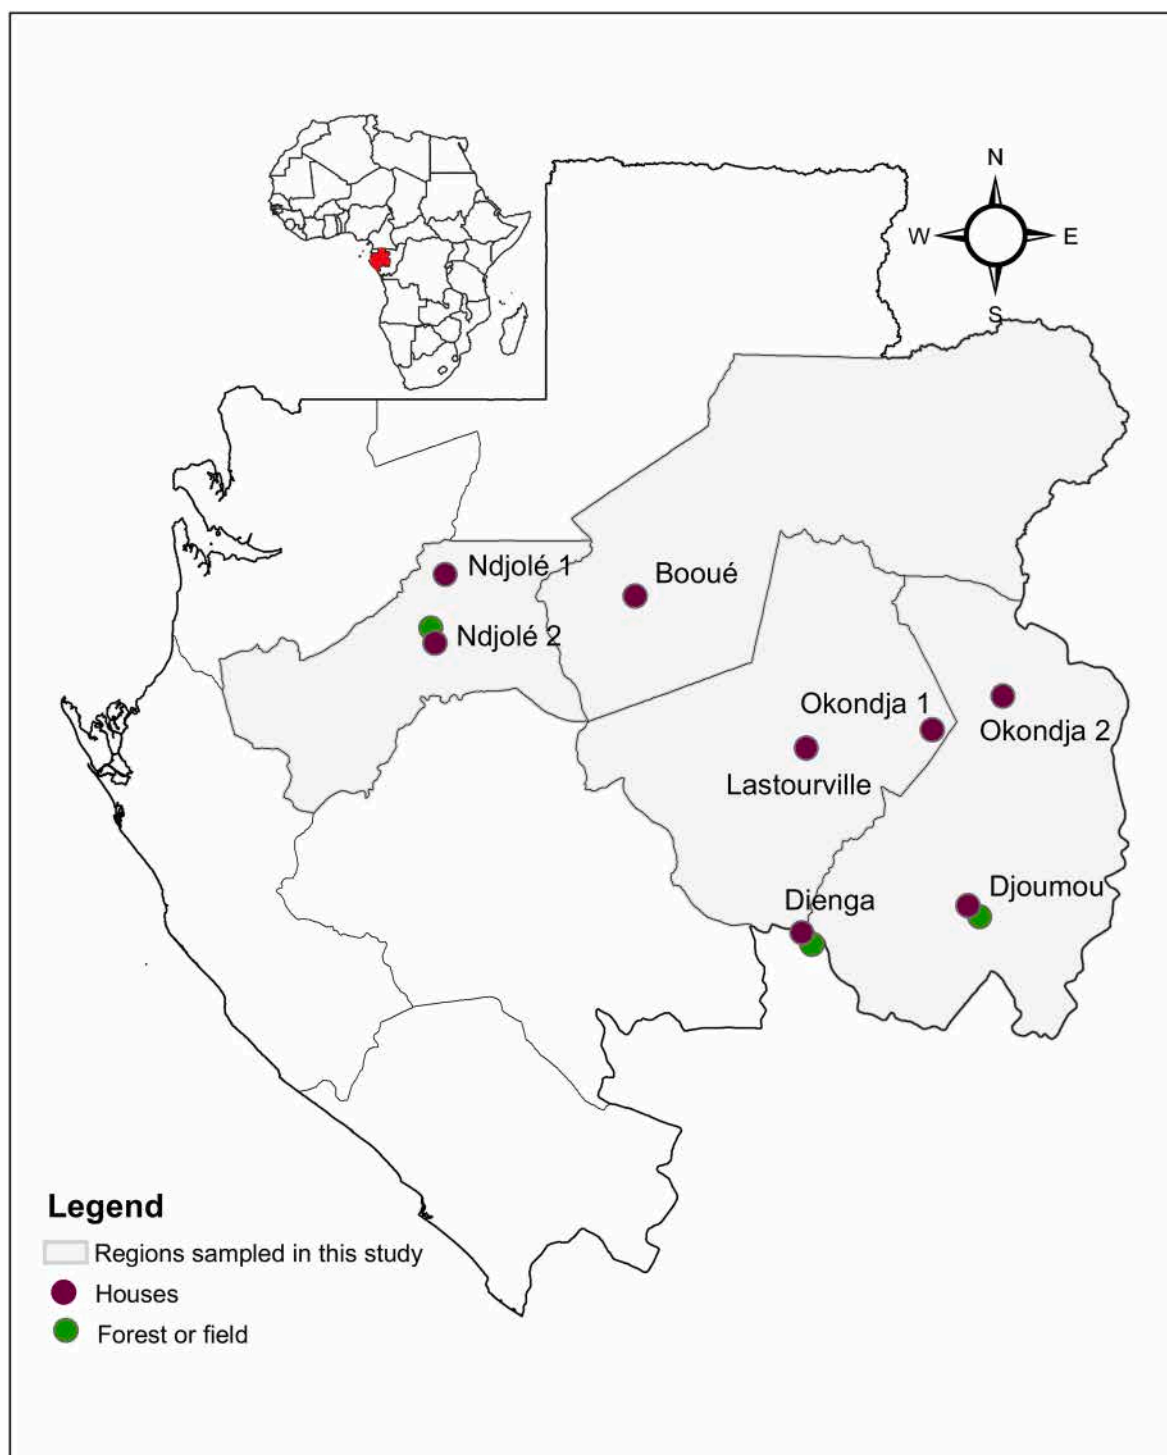 N
W
E
S
Ndjolé 1
Booué
Ndjolé 2
Okondja 1
Okondja 2
Lastourville
Dienga
Djoumou
Legend
Regions sampled in this study
Houses
Forest or field